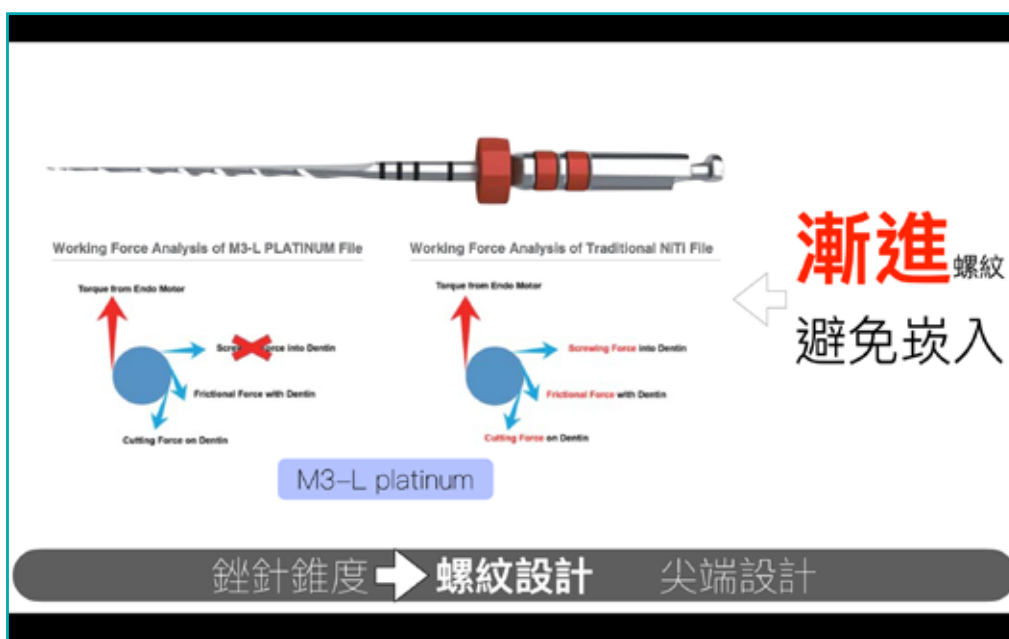 Working Force Analysis of M3-L PLATINUM File
Torque from Endo Motor
Force into Dentin
Frictional Force with Dentin
Cutting Force on Dentin
Working Force Analysis of Traditional NiTi File
Torque from Endo Motor
Screwing Force into Dentin
Frictional Force with Dentin
Cutting Force on Dentin
漸進螺紋
避免崁入
M3-L platinum
銼針錐度 螺紋設計 尖端設計